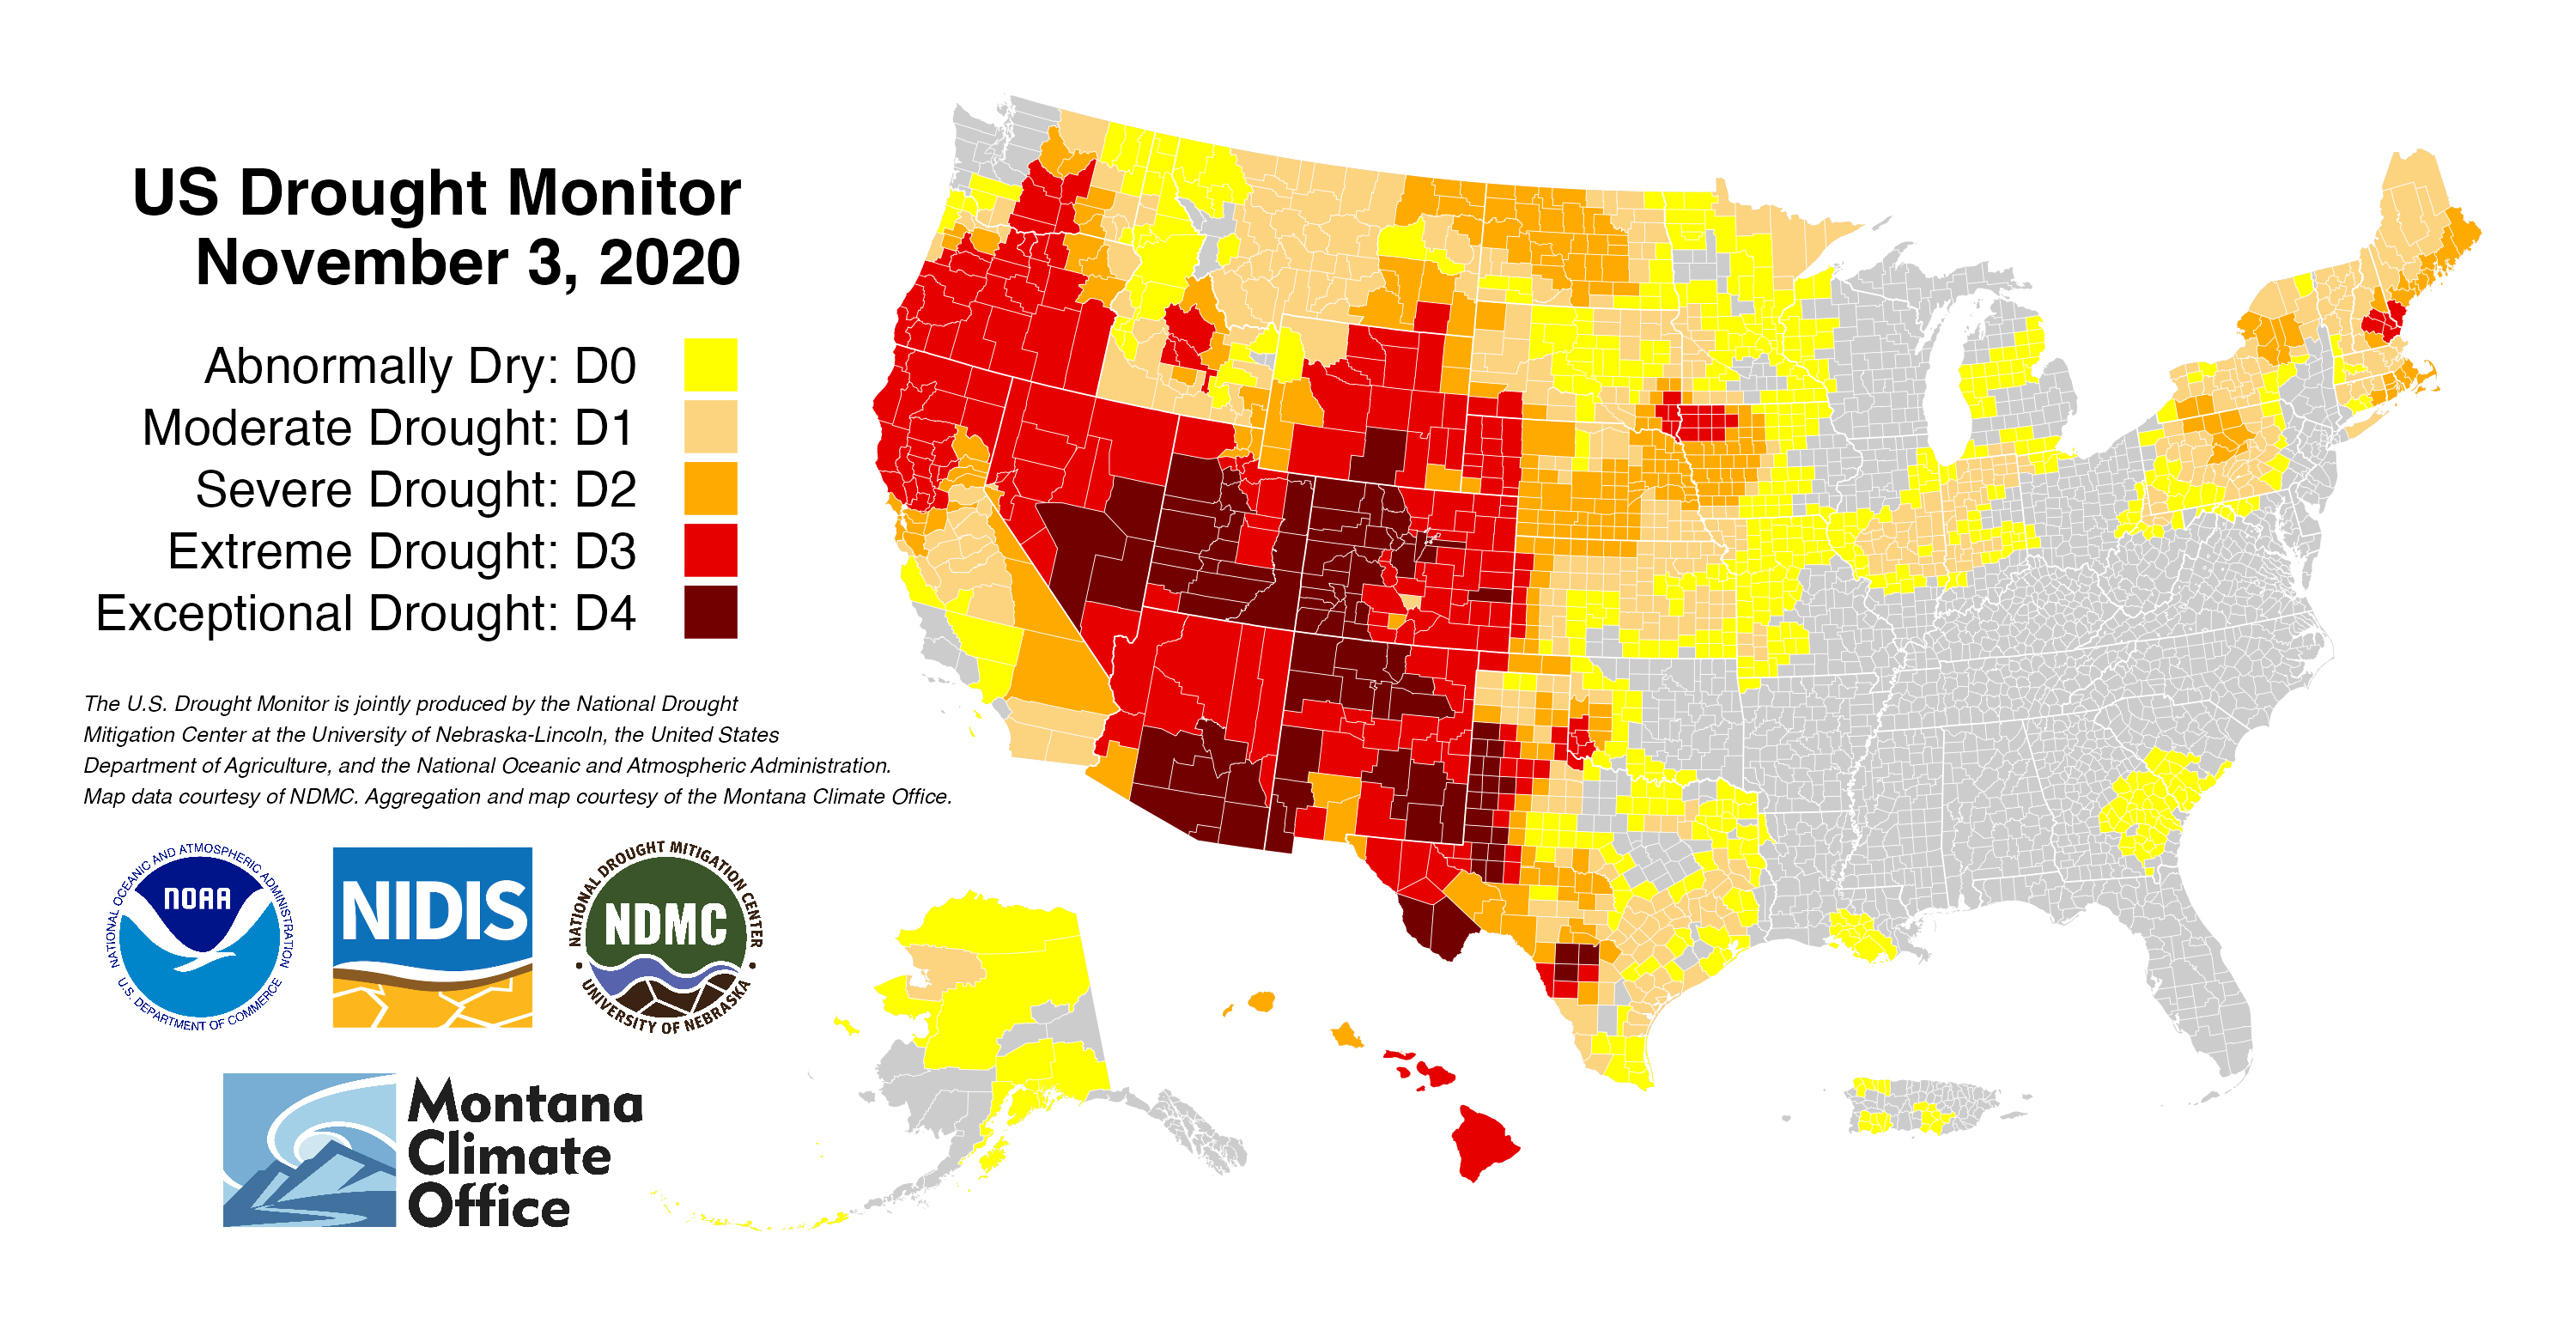 US Drought Monitor
November 3, 2020
Abnormally Dry: D0
Moderate Drought: D1
Severe Drought: D2
Extreme Drought: D3
Exceptional Drought: D4
The U.S. Drought Monitor is jointly produced by the National Drought
Mitigation Center at the University of Nebraska-Lincoln, the United States
Department of Agriculture, and the National Oceanic and Atmospheric Administration.
Map data courtesy of NDMC. Aggregation and map courtesy of the Montana Climate Office.
NATIONAL OCEANIC AND ATMOSPHERIC ADMINISTRATION
NOAA
U.S. DEPARTMENT OF COMMERCE
NIDIS
NATIONAL DROUGHT MITIGATION CENTER
NDMC
UNIVERSITY OF NEBRASKA
Montana
Climate
Office